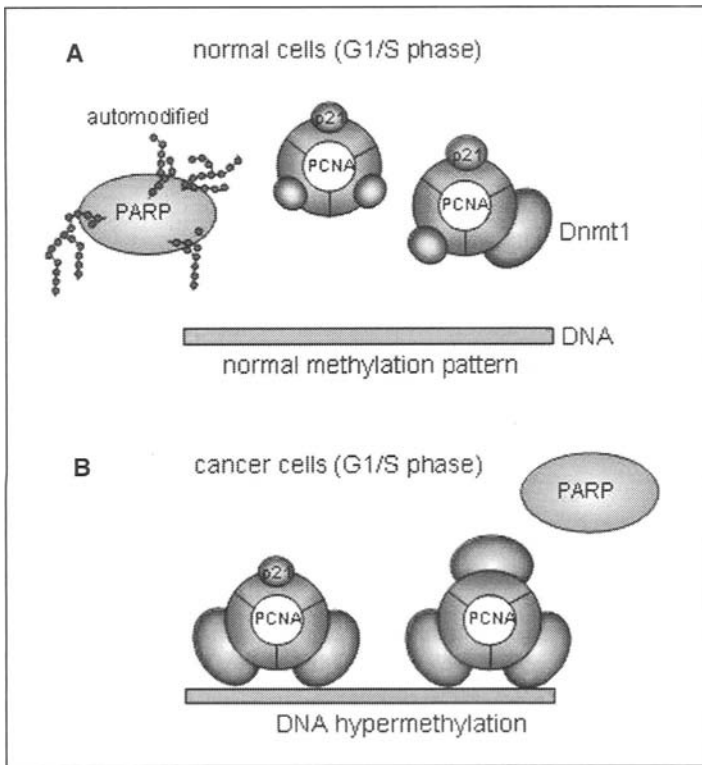 A
normal cells (G1/S phase)
automodified
PARP
p21
PCNA
p21
PCNA
Dnmt1
DNA
normal methylation pattern
B
cancer cells (G1/S phase)
PARP
p21
PCNA
PCNA
DNA hypermethylation